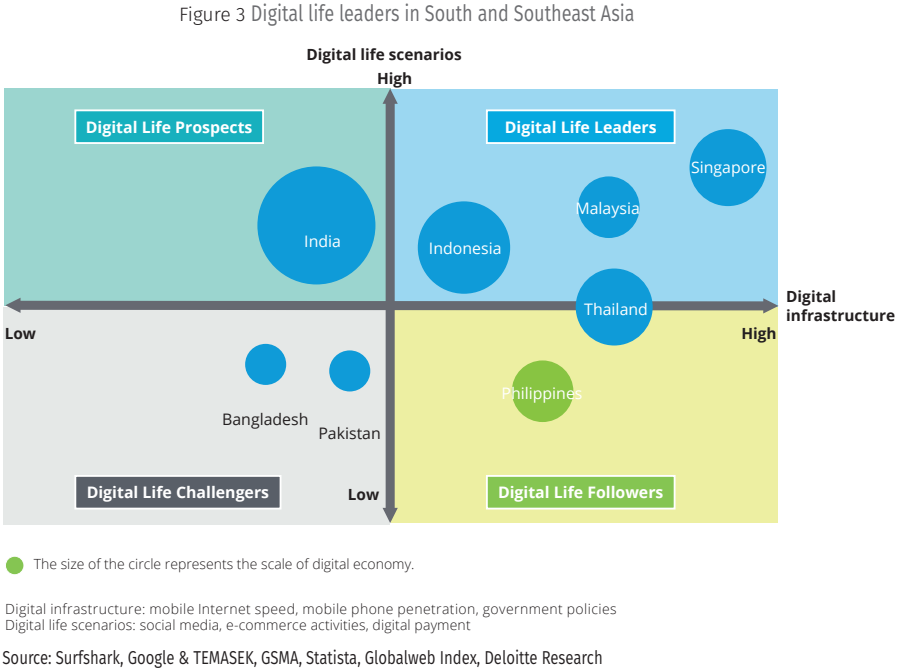 Figure 3 Digital life leaders in South and Southeast Asia
Digital life scenarios
High
Digital Life Prospects
Digital Life Leaders
Singapore
Malaysia
India
Indonesia
Digital
infrastructure
Thailand
Low
High
Philippines
Bangladesh
Pakistan
Digital Life Challengers
Low
Digital Life Followers
The size of the circle represents the scale of digital economy.
Digital infrastructure: mobile Internet speed, mobile phone penetration, government policies
Digital life scenarios: social media, e-commerce activities, digital payment
Source: Surfshark, Google & TEMASEK, GSMA, Statista, Globalweb Index, Deloitte Research